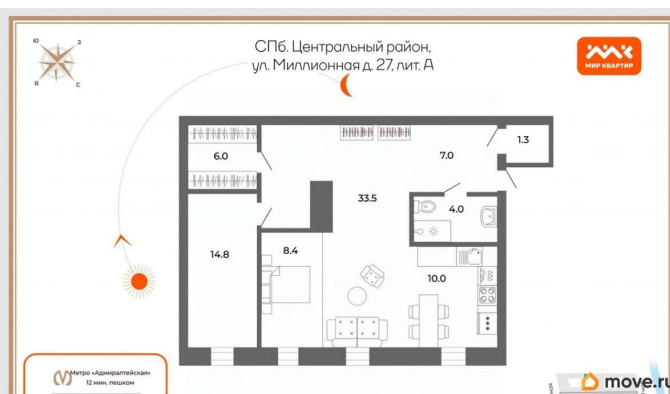 Ю З
В С
СПб. Центральный район,
ул. Миллионная д. 27, лит. А
МИР КВАРТИР
6.0
7.0
1.3
33.5
4.0
14.8
8.4
10.0
Метро «Адмиралтейская»
12 мин. пешком
move.ru